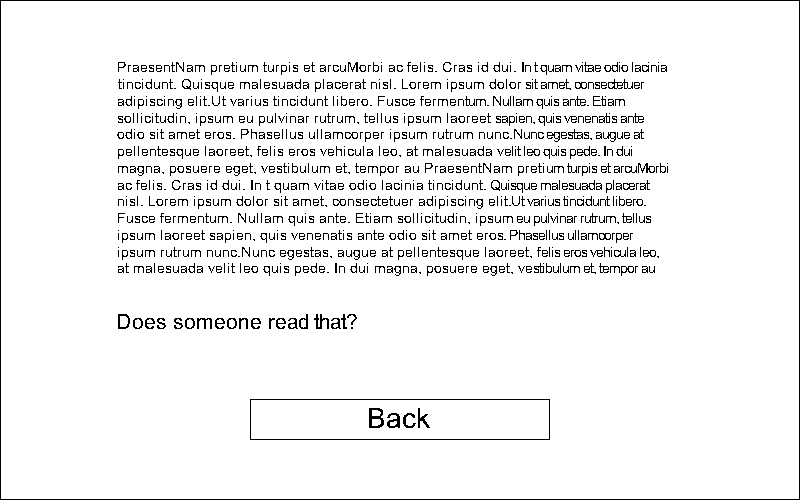 PraesentNam pretium turpis et arcuMorbi ac felis. Cras id dui. In t quam vitae odio lacinia
tincidunt. Quisque malesuada placerat nisl. Lorem ipsum dolor sit amet, consectetuer
adipiscing elit.Ut varius tincidunt libero. Fusce fermentum. Nullam quis ante. Etiam
sollicitudin, ipsum eu pulvinar rutrum, tellus ipsum laoreet sapien, quis venenatis ante
odio sit amet eros. Phasellus ullamcorper ipsum rutrum nunc.Nunc egestas, augue at
pellentesque laoreet, felis eros vehicula leo, at malesuada velit leo quis pede. In dui
magna, posuere eget, vestibulum et, tempor au PraesentNam pretium turpis et arcuMorbi
ac felis. Cras id dui. In t quam vitae odio lacinia tincidunt. Quisque malesuada placerat
nisl. Lorem ipsum dolor sit amet, consectetuer adipiscing elit.Ut varius tincidunt libero.
Fusce fermentum. Nullam quis ante. Etiam sollicitudin, ipsum eu pulvinar rutrum, tellus
ipsum laoreet sapien, quis venenatis ante odio sit amet eros. Phasellus ullamcorper
ipsum rutrum nunc.Nunc egestas, augue at pellentesque laoreet, felis eros vehicula leo,
at malesuada velit leo quis pede. In dui magna, posuere eget, vestibulum et, tempor au
Does someone read that?
Back